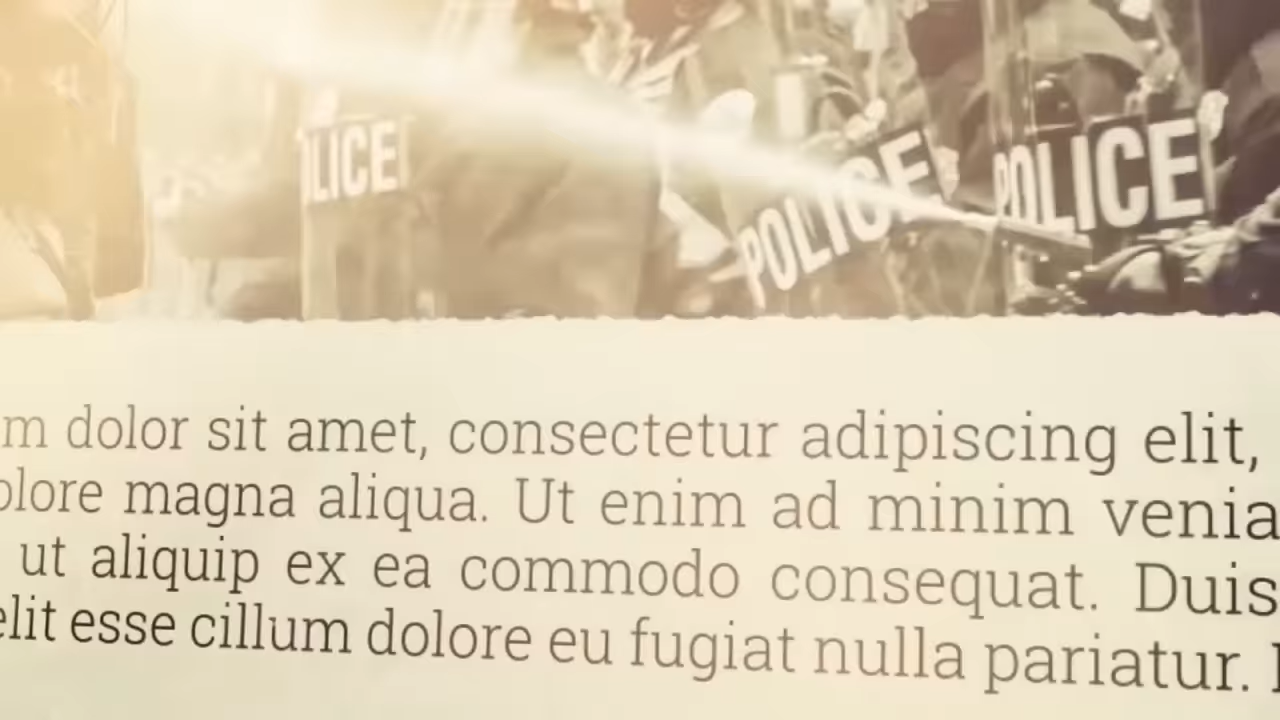 POLICE
POLICE
POLICE
m dolor sit amet, consectetur adipiscing elit,
olore magna aliqua. Ut enim ad minim venia
ut aliquip ex ea commodo consequat. Duis
elit esse cillum dolore eu fugiat nulla pariatur.